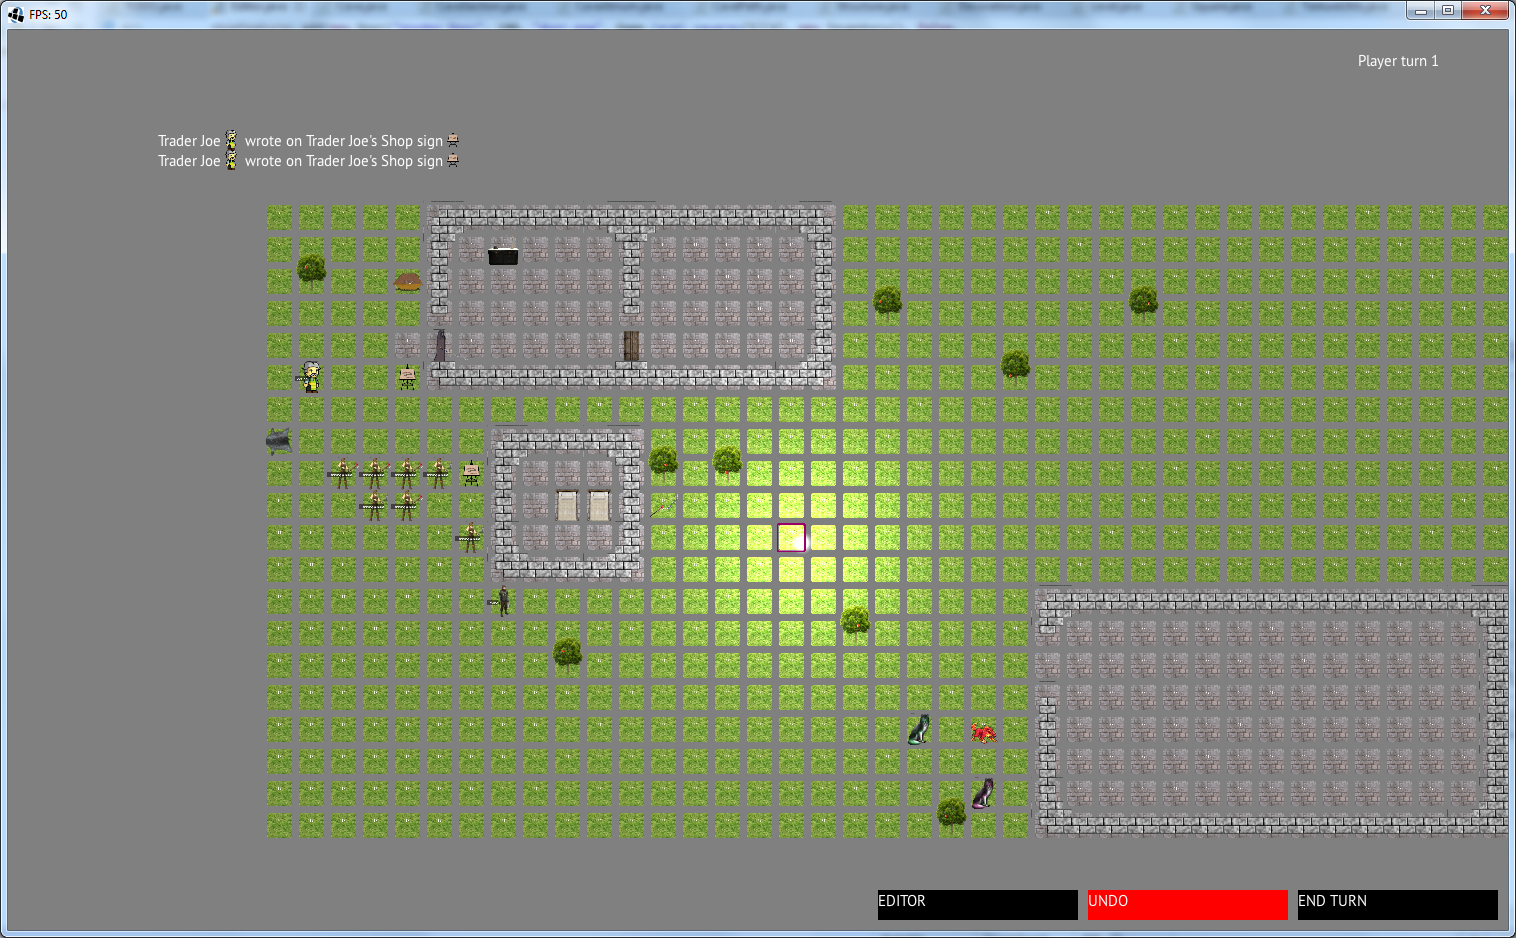 FPS: 50
Player turn 1
Trader Joe wrote on Trader Joe's Shop sign
Trader Joe wrote on Trader Joe's Shop sign
EDITOR UNDO END TURN